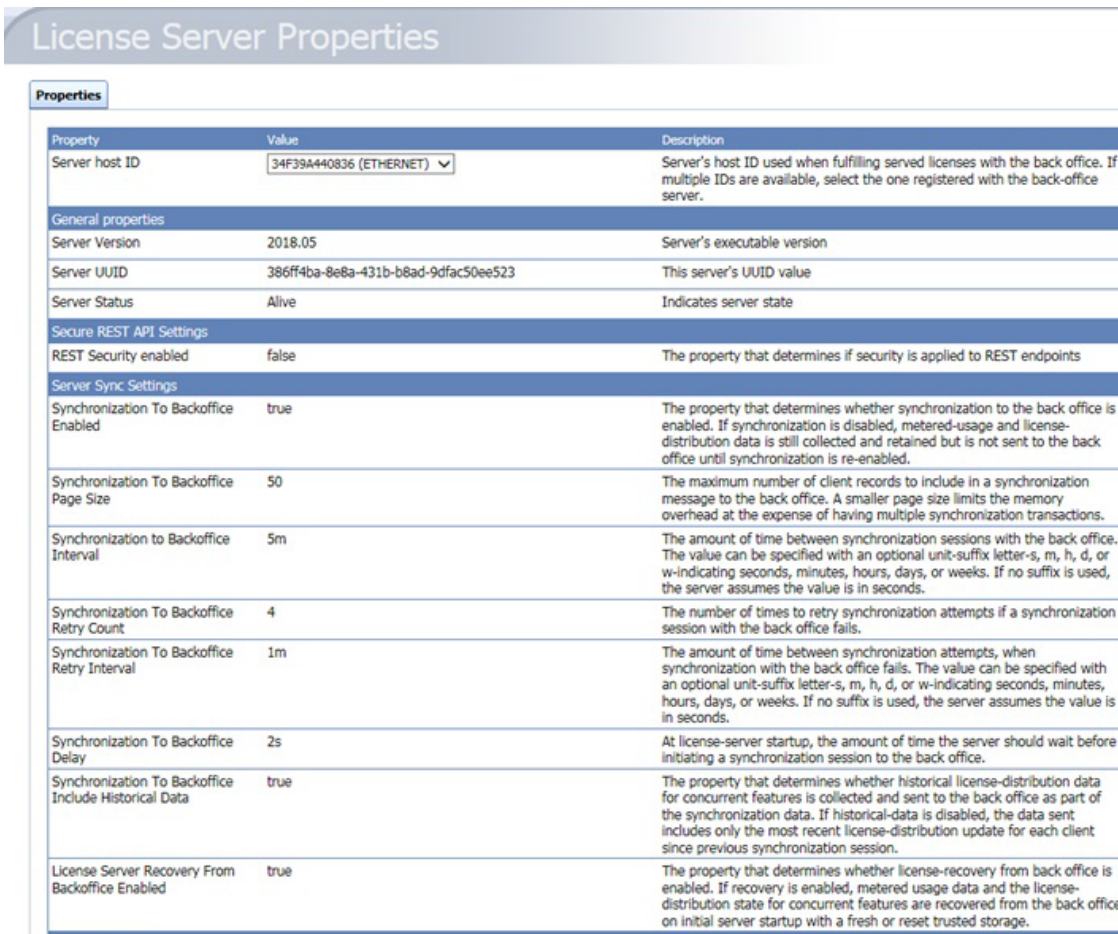 License Server Properties
Properties
Property Value Description
Server host ID 34F39A440836 (ETHERNET) Server's host ID used when fulfilling served licenses with the back office. If
multiple IDs are available, select the one registered with the back-office
server.
General properties
Server Version 2018.05 Server's executable version
Server UUID 386ff4ba-8e8a-431b-b8ad-9dfac50ee523 This server's UUID value
Server Status Alive Indicates server state
Secure REST API Settings
REST Security enabled false The property that determines if security is applied to REST endpoints
Server Sync Settings
Synchronization To Backoffice true The property that determines whether synchronization to the back office is
Enabled enabled. If synchronization is disabled, metered-usage and license-
distribution data is still collected and retained but is not sent to the back
office until synchronization is re-enabled.
Synchronization To Backoffice 50 The maximum number of client records to include in a synchronization
Page Size message to the back office. A smaller page size limits the memory
overhead at the expense of having multiple synchronization transactions.
Synchronization to Backoffice 5m The amount of time between synchronization sessions with the back office.
Interval The value can be specified with an optional unit-suffix letter-s, m, h, d, or
w-indicating seconds, minutes, hours, days, or weeks. If no suffix is used,
the server assumes the value is in seconds.
Synchronization To Backoffice 4 The number of times to retry synchronization attempts if a synchronization
Retry Count session with the back office fails.
Synchronization To Backoffice 1m The amount of time between synchronization attempts, when
Retry Interval synchronization with the back office fails. The value can be specified with
an optional unit-suffix letter-s, m, h, d, or w-indicating seconds, minutes,
hours, days, or weeks. If no suffix is used, the server assumes the value is
in seconds.
Synchronization To Backoffice 2s At license-server startup, the amount of time the server should wait before
Delay initiating a synchronization session to the back office.
Synchronization To Backoffice true The property that determines whether historical license-distribution data
Include Historical Data for concurrent features is collected and sent to the back office as part of
the synchronization data. If historical-data is disabled, the data sent
includes only the most recent license-distribution update for each client
since previous synchronization session.
License Server Recovery From true The property that determines whether license-recovery from back office is
Backoffice Enabled enabled. If recovery is enabled, metered usage data and the license-
distribution state for concurrent features are recovered from the back office
on initial server startup with a fresh or reset trusted storage.